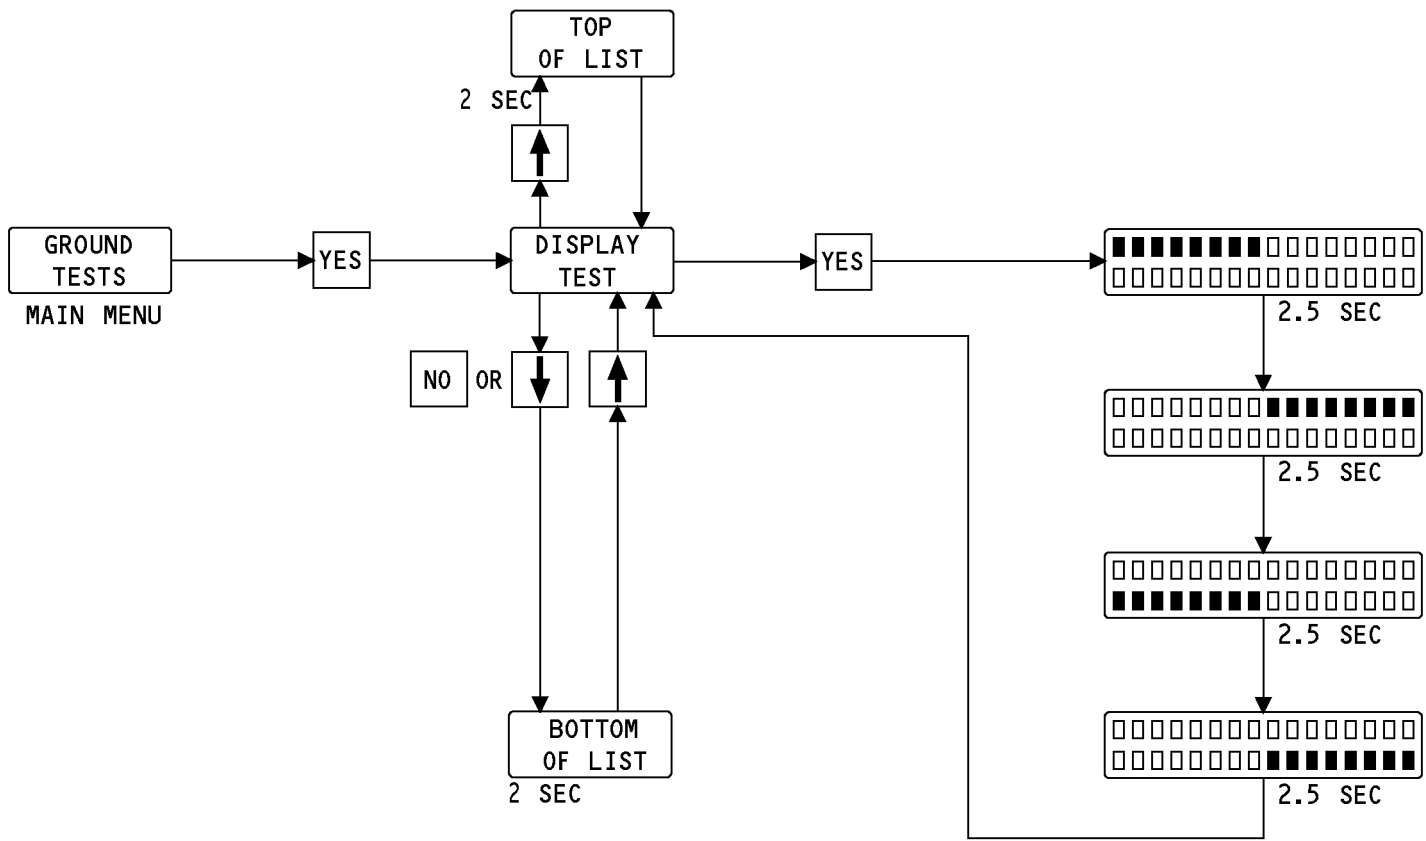 TOP
OF LIST
2 SEC
GROUND
TESTS
MAIN MENU
YES
DISPLAY
TEST
YES
2.5 SEC
NO OR
2.5 SEC
2.5 SEC
BOTTOM
OF LIST
2 SEC
2.5 SEC